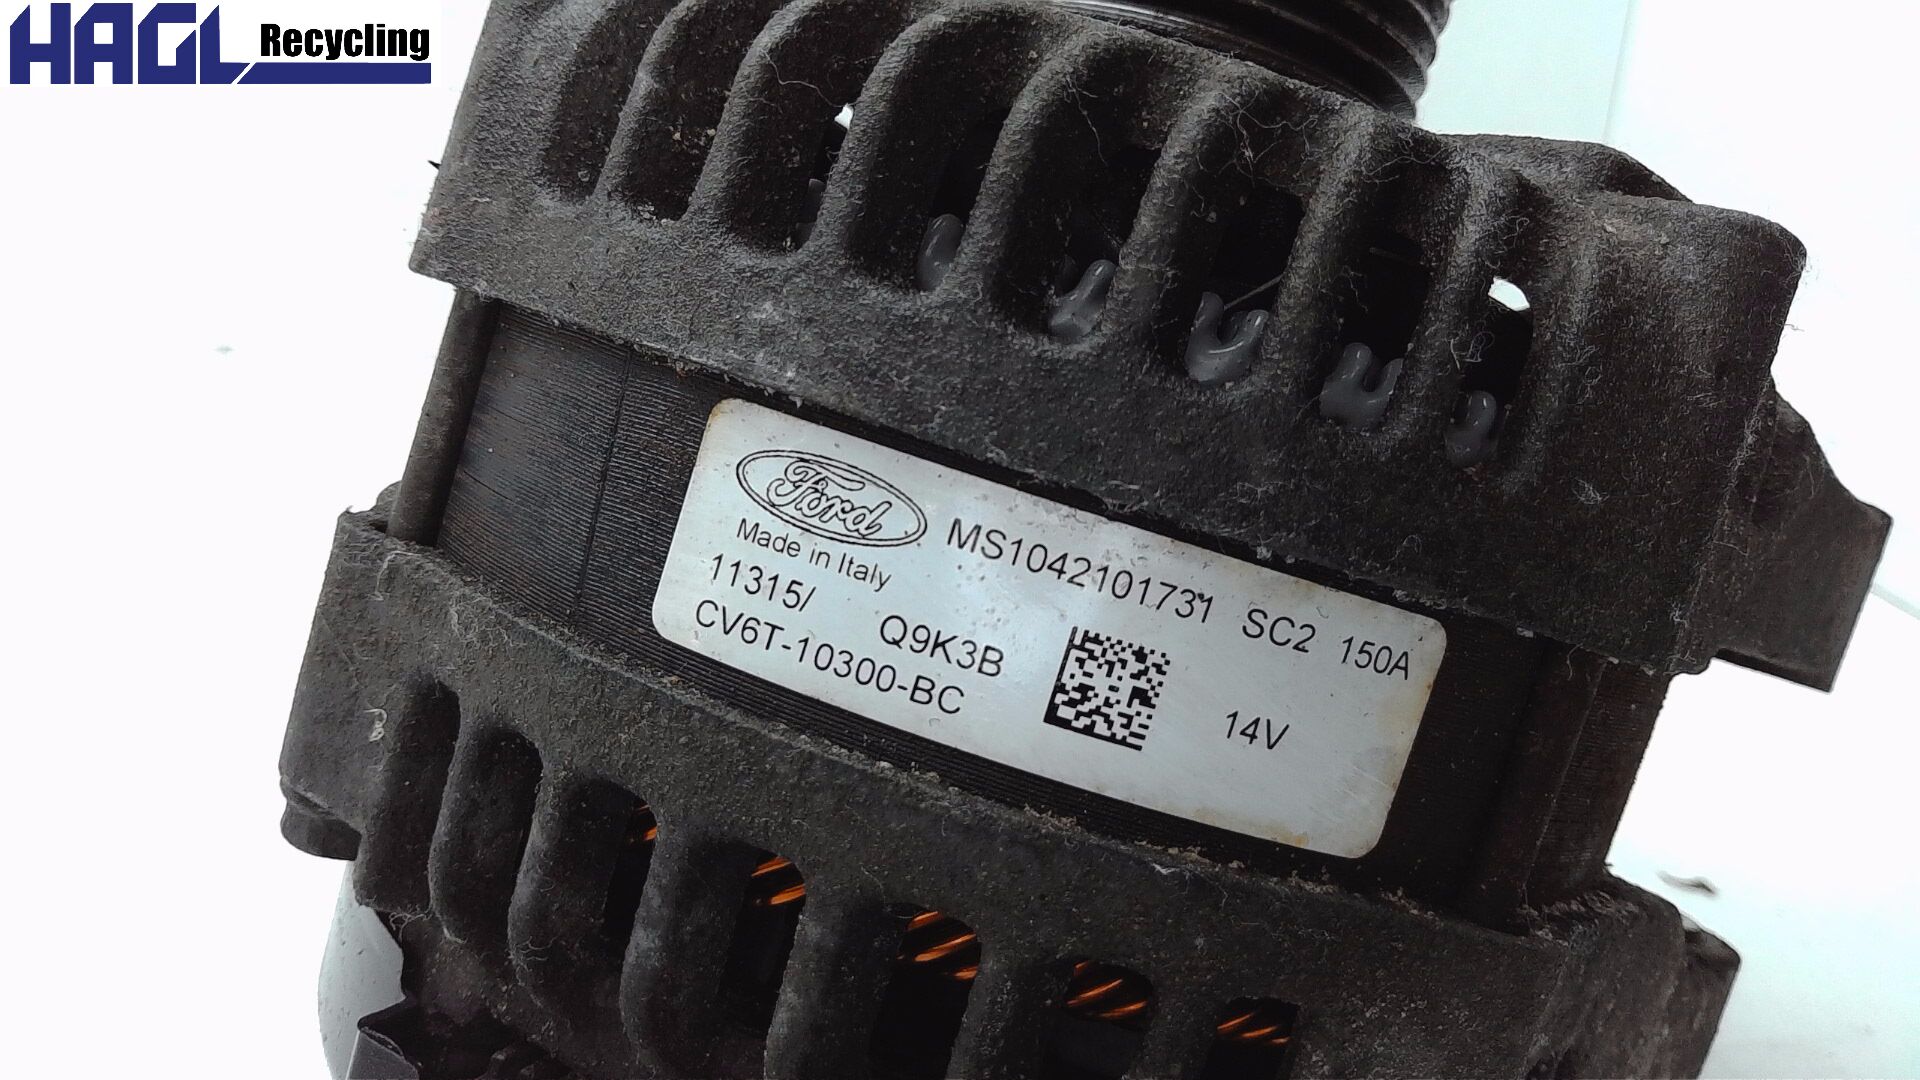 HAGL Recycling
Ford MS1042101731 SC2 150A
Made in Italy
11315/ Q9K3B
CV6T-10300-BC 14V